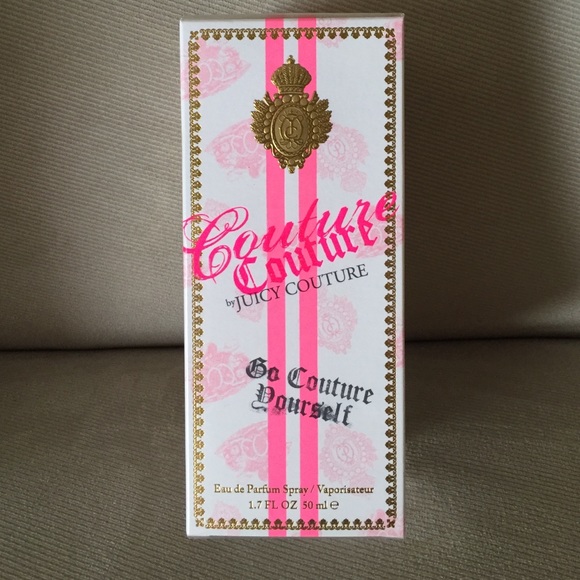 Couture
Couture
by JUICY COUTURE
Go Couture
Yourself
Eau de Parfum Spray / Vaporisateur
1.7 FL OZ 50 ml ℮